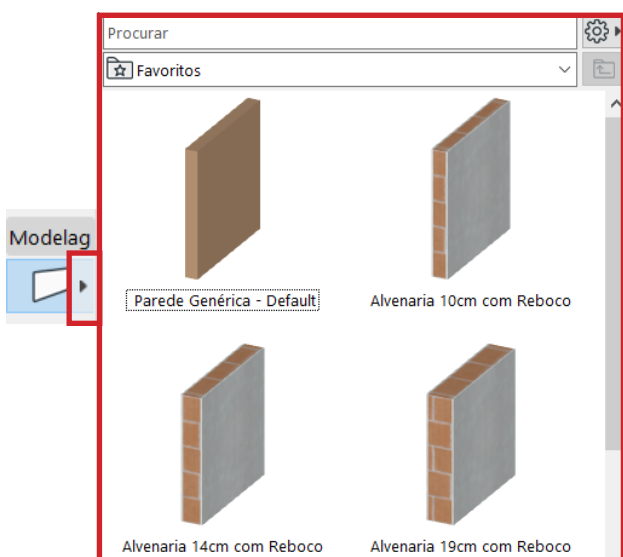 Procurar
Favoritos
Modelag
Parede Genérica - Default
Alvenaria 10cm com Reboco
Alvenaria 14cm com Reboco
Alvenaria 19cm com Reboco